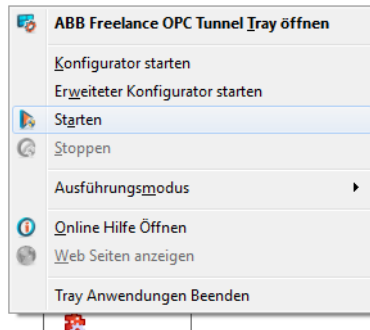 ABB Freelance OPC Tunnel Tray öffnen
Konfigurator starten
Erweiteter Konfigurator starten
Starten
Stoppen
Ausführungsmodus
Online Hilfe Öffnen
Web Seiten anzeigen
Tray Anwendungen Beenden